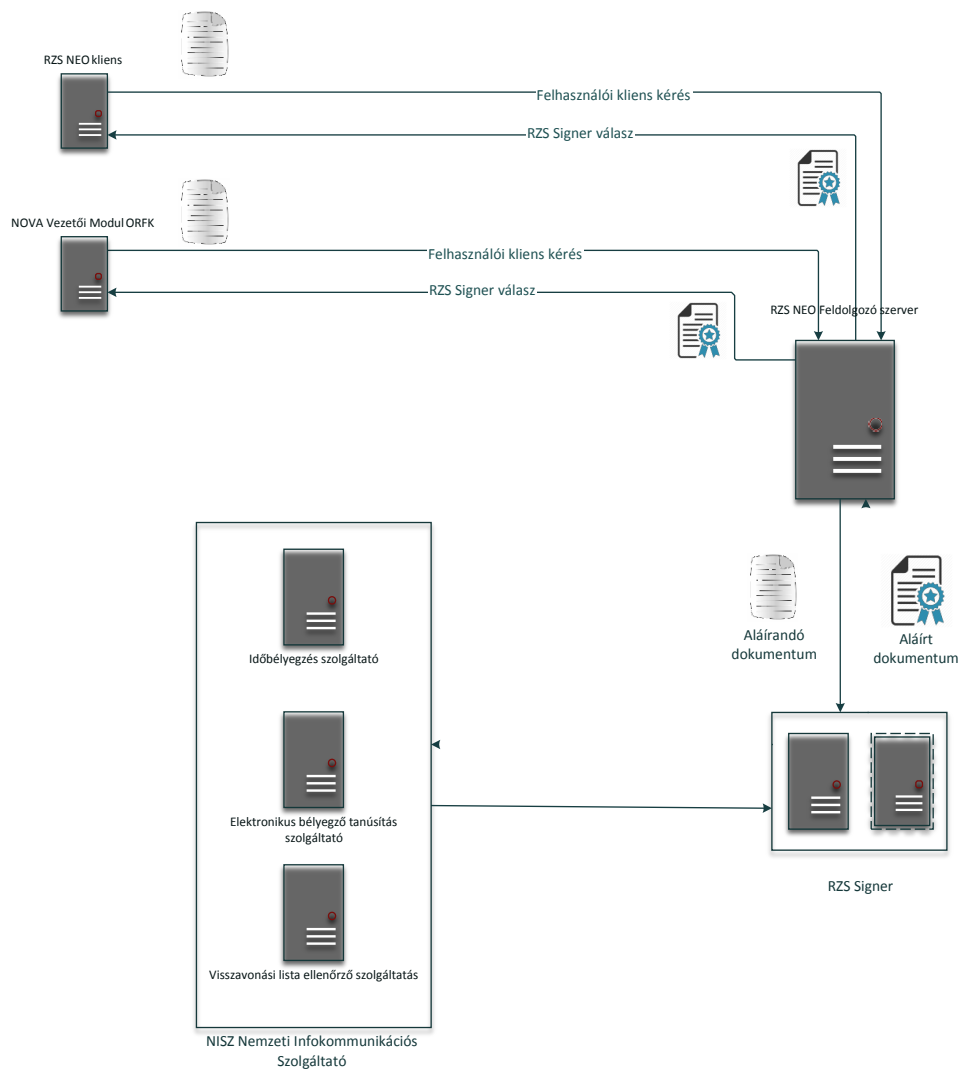 RZS NEO kliens
Felhasználói kliens kérés
RZS Signer válasz
NOVA Vezetői Modul ORFK
Felhasználói kliens kérés
RZS Signer válasz
RZS NEO Feldolgozó szerver
Aláírandó
dokumentum
Aláírt
dokumentum
Időbélyegzés szolgáltató
Elektronikus bélyegző tanúsítás
szolgáltató
Visszavonási lista ellenőrző szolgáltatás
RZS Signer
NISZ Nemzeti Infokommunikációs
Szolgáltató